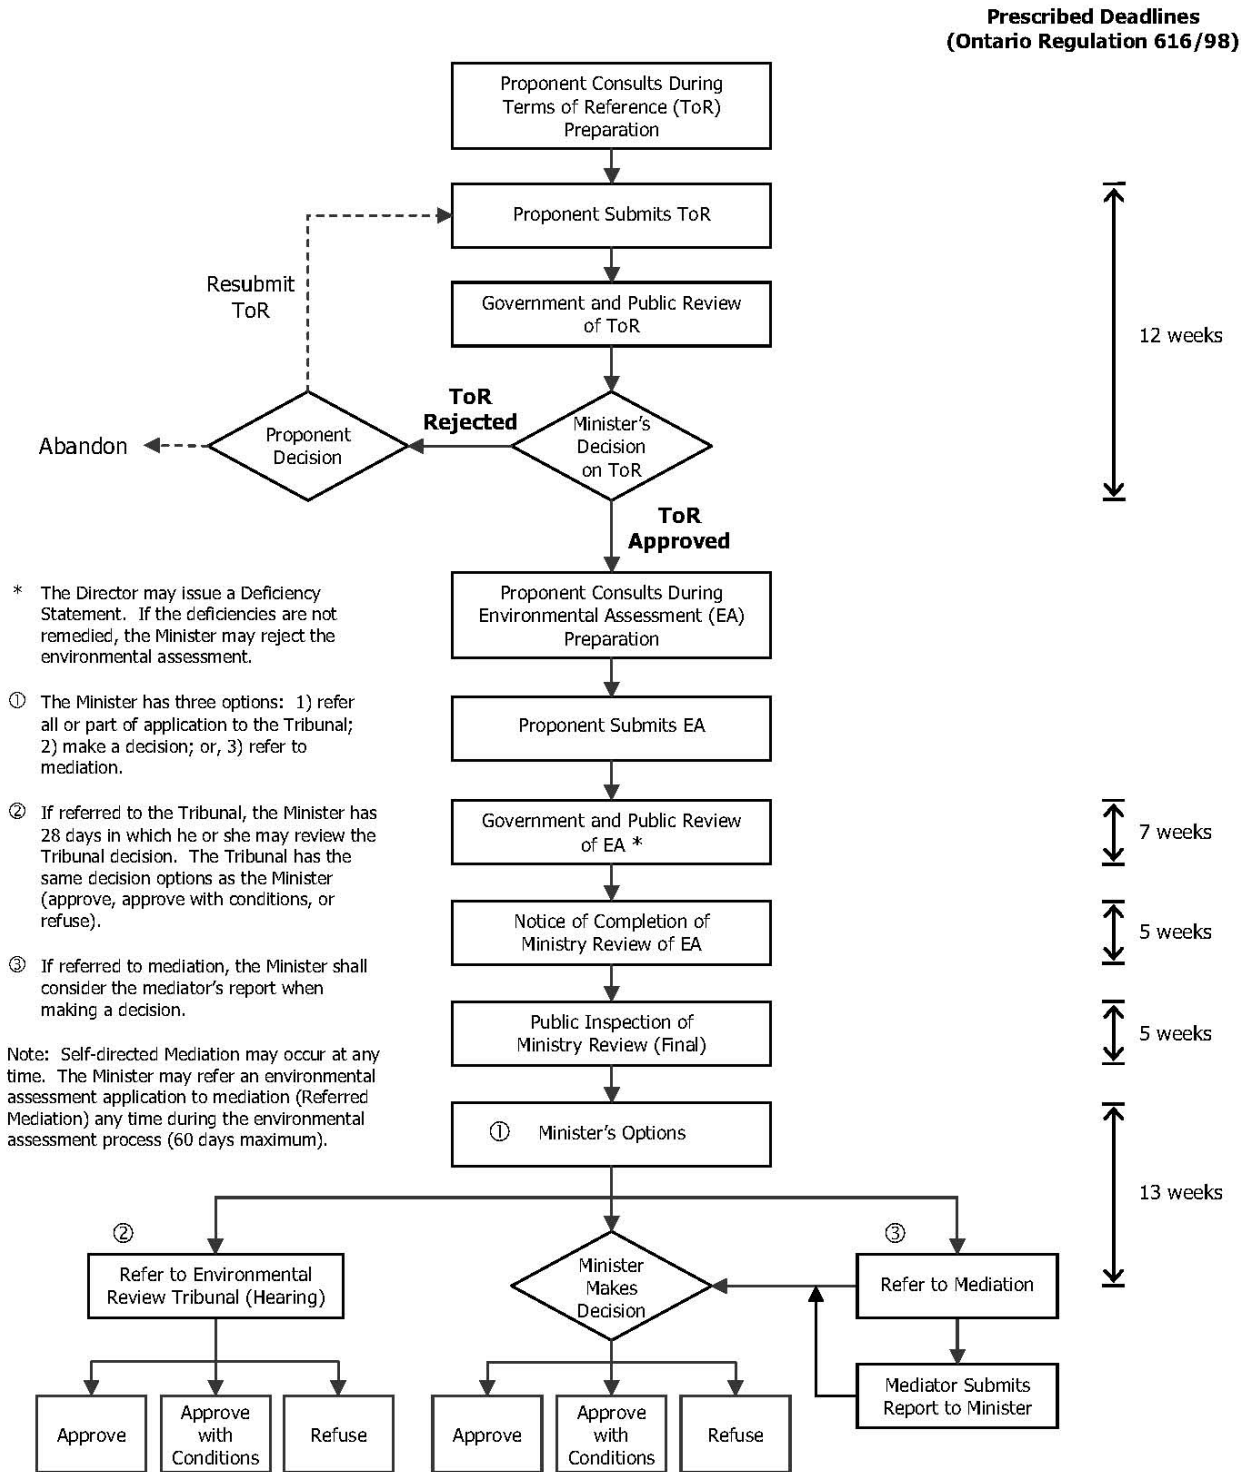 Prescribed Deadlines
(Ontario Regulation 616/98)
Proponent Consults During
Terms of Reference (ToR)
Preparation
Proponent Submits ToR
Resubmit
ToR
Government and Public Review
of ToR
12 weeks
ToR
Rejected
Minister's
Decision
on ToR
Proponent
Decision
Abandon
ToR
Approved
Proponent Consults During
Environmental Assessment (EA)
Preparation
* The Director may issue a Deficiency
Statement. If the deficiencies are not
remedied, the Minister may reject the
environmental assessment.
① The Minister has three options: 1) refer
all or part of application to the Tribunal;
2) make a decision; or, 3) refer to
mediation.
② If referred to the Tribunal, the Minister has
28 days in which he or she may review the
Tribunal decision. The Tribunal has the
same decision options as the Minister
(approve, approve with conditions, or
refuse).
③ If referred to mediation, the Minister shall
consider the mediator's report when
making a decision.
Note: Self-directed Mediation may occur at any
time. The Minister may refer an environmental
assessment application to mediation (Referred
Mediation) any time during the environmental
assessment process (60 days maximum).
Proponent Submits EA
Government and Public Review
of EA *
7 weeks
Notice of Completion of
Ministry Review of EA
5 weeks
Public Inspection of
Ministry Review (Final)
5 weeks
① Minister's Options
13 weeks
②
Refer to Environmental
Review Tribunal (Hearing)
Minister
Makes
Decision
③
Refer to Mediation
Mediator Submits
Report to Minister
Approve
Approve
with
Conditions
Refuse
Approve
Approve
with
Conditions
Refuse